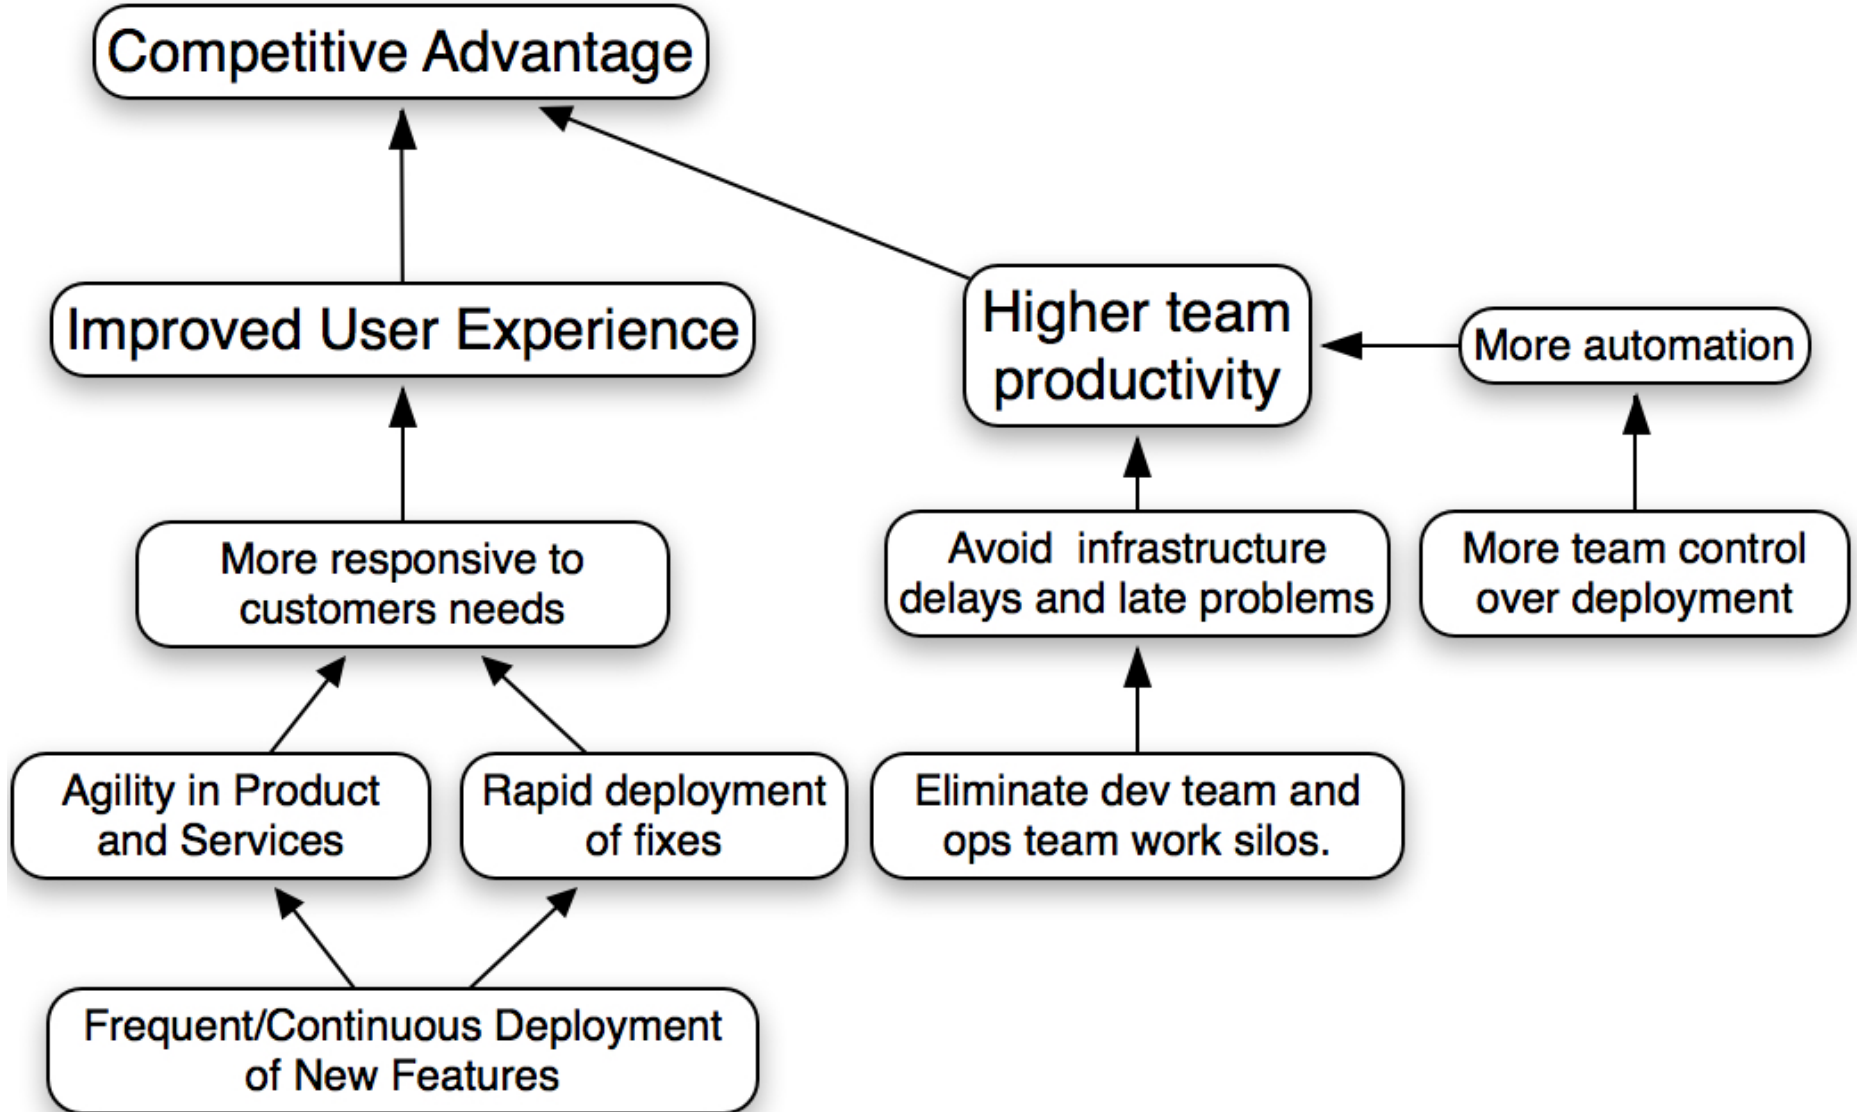 Competitive Advantage
Improved User Experience
Higher team
productivity
More automation
More responsive to
customers needs
Avoid  infrastructure
delays and late problems
More team control
over deployment
Agility in Product
and Services
Rapid deployment
of fixes
Eliminate dev team and
ops team work silos.
Frequent/Continuous Deployment
of New Features